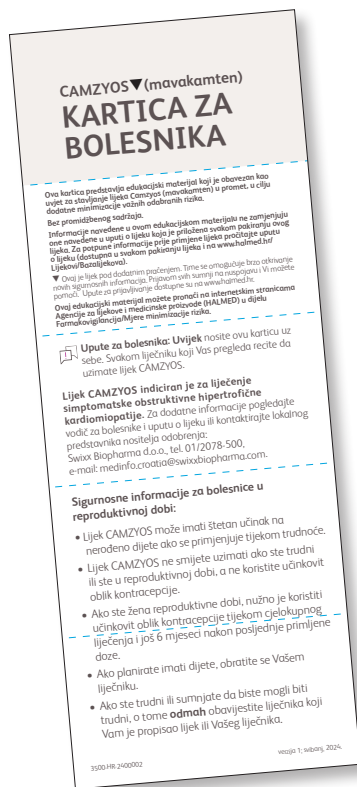 CAMZYOS▼(mavakamten)
KARTICA ZA
BOLESNIKA
Ova kartica predstavlja edukacijski materijal koji je obavezan kao
uvjet za stavljanje lijeka Camzyos (mavakamten) u promet, u cilju
dodatne minimizacije važnih odabranih rizika.
Bez promidžbenog sadržaja.
Informacije navedene u ovom edukacijskom materijalu ne zamjenjuju
one navedene u uputi o lijeku koja je priložena svakom pakiranju ovog
lijeka. Za potpune informacije prije primjene lijeka pročitajte uputu
o lijeku (dostupna u svakom pakiranju lijeka i na www.halmed.hr/
Lijekovi/Bazalijekova).
▼ Ovaj je lijek pod dodatnim praćenjem. Time se omogućuje brzo otkrivanje
novih sigurnosnih informacija. Prijavom svih sumnji na nuspojavu i Vi možete
pomoći. Upute za prijavljivanje dostupne su na www.halmed.hr.
Ovaj edukacijski materijal možete pronaći na internetskim stranicama
Agencije za lijekove i medicinske proizvode (HALMED) u dijelu
Farmakovigilancija/Mjere minimizacije rizika.
Upute za bolesnika: Uvijek nosite ovu karticu uz
sebe. Svakom liječniku koji Vas pregleda recite da
uzimate lijek CAMZYOS.
Lijek CAMZYOS indiciran je za liječenje
simptomatske obstruktivne hipertrofične
kardiomiopatije. Za dodatne informacije pogledajte
vodič za bolesnike i uputu o lijeku ili kontaktirajte lokalnog
predstavnika nositelja odobrenja:
Swixx Biopharma d.o.o., tel. 01/2078-500,
e-mail: medinfo.croatia@swixxbiopharma.com.
Sigurnosne informacije za bolesnice u
reproduktivnoj dobi:
• Lijek CAMZYOS može imati štetan učinak na
nerođeno dijete ako se primjenjuje tijekom trudnoće.
• Lijek CAMZYOS ne smijete uzimati ako ste trudni
ili ste u reproduktivnoj dobi, a ne koristite učinkovit
oblik kontracepcije.
• Ako ste žena reproduktivne dobi, nužno je koristiti
učinkovit oblik kontracepcije tijekom cjelokupnog
liječenja i još 6 mjeseci nakon posljednje primljene
doze.
• Ako planirate imati dijete, obratite se Vašem
liječniku.
• Ako ste trudni ili sumnjate da biste mogli biti
trudni, o tome odmah obavijestite liječnika koji
Vam je propisao lijek ili Vašeg liječnika.
3500-HR-2400002
verzija 1; svibanj, 2024.